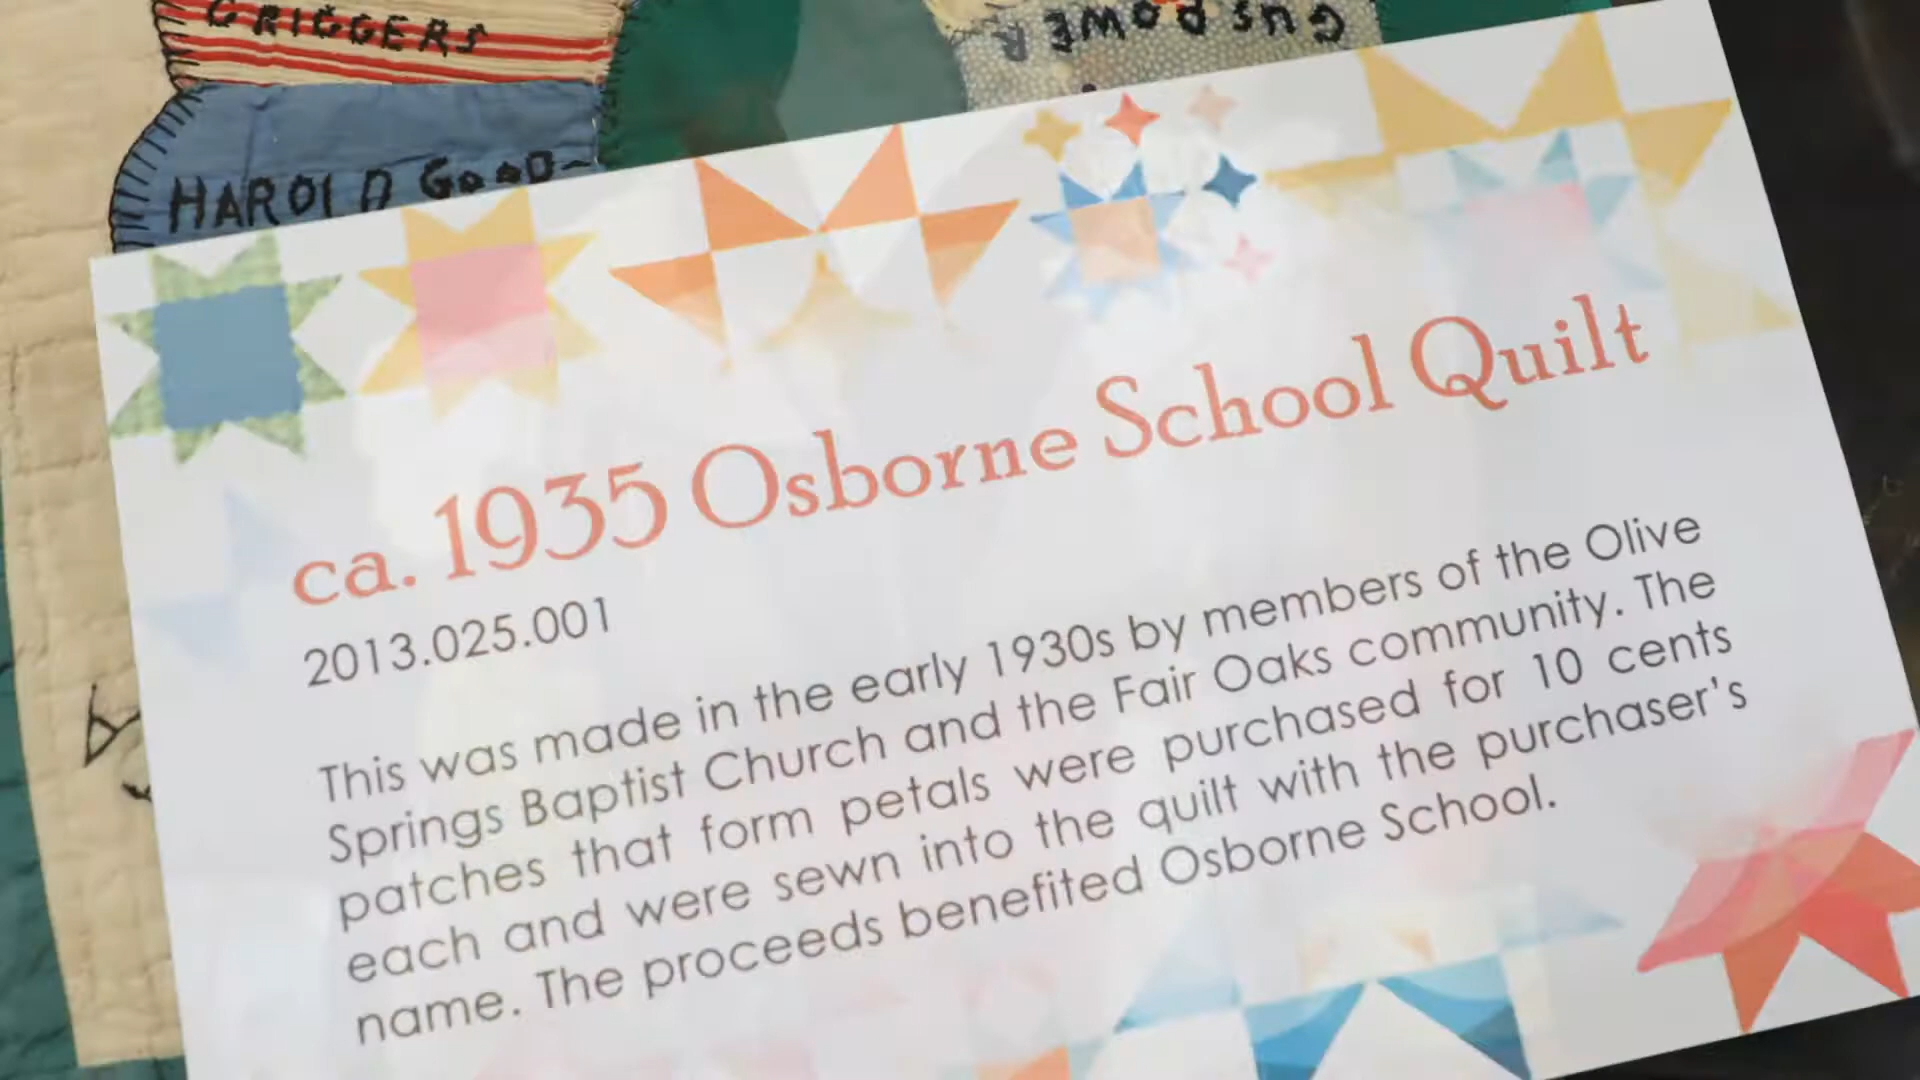 GRIGGERS
GUS POWER
HAROLD GOOD-
ca. 1935 Osborne School Quilt
2013.025.001
This was made in the early 1930s by members of the Olive
Springs Baptist Church and the Fair Oaks community. The
patches that form petals were purchased for 10 cents
each and were sewn into the quilt with the purchaser's
name. The proceeds benefited Osborne School.